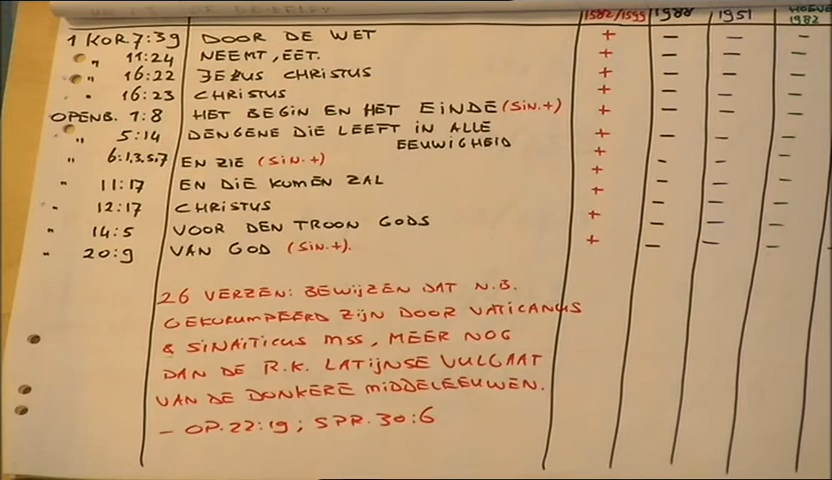 1582/1599 1988 1951 HOEVE 1982
1 KOR 7:39 DOOR DE WET + – – –
" 11:24 NEEMT, EET. + – – –
" 16:22 JEZUS CHRISTUS + – – –
" 16:23 CHRISTUS + – – –
OPENB. 1:8 HET BEGIN EN HET EINDE (SIN.+) + – – –
" 5:14 DENGENE DIE LEEFT IN ALLE + – – –
EEUWIGHEID
" 6:1,3,5,7 EN ZIE (SIN.+) + – – –
" 11:17 EN DIE KOMEN ZAL + – – –
" 12:17 CHRISTUS + – – –
" 14:5 VOOR DEN TROON GODS + – – –
" 20:9 VAN GOD (SIN.+). + – – –
26 VERZEN: BEWIJZEN DAT N.B.
GEKORUMPEERD ZIJN DOOR VATICANUS
& SINAÏTICUS MSS, MEER NOG
DAN DE R.K. LATIJNSE VULGAAT
VAN DE DONKERE MIDDELEEUWEN.
– OP. 22:19; SPR. 30:6